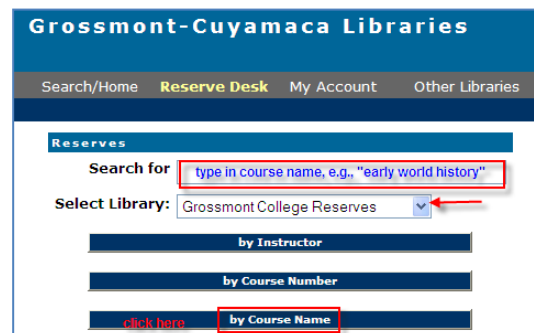 Grossmont-Cuyamaca Libraries
Search/Home Reserve Desk My Account Other Libraries
Reserves
Search for type in course name, e.g., "early world history"
Select Library: Grossmont College Reserves
by Instructor
by Course Number
click here by Course Name